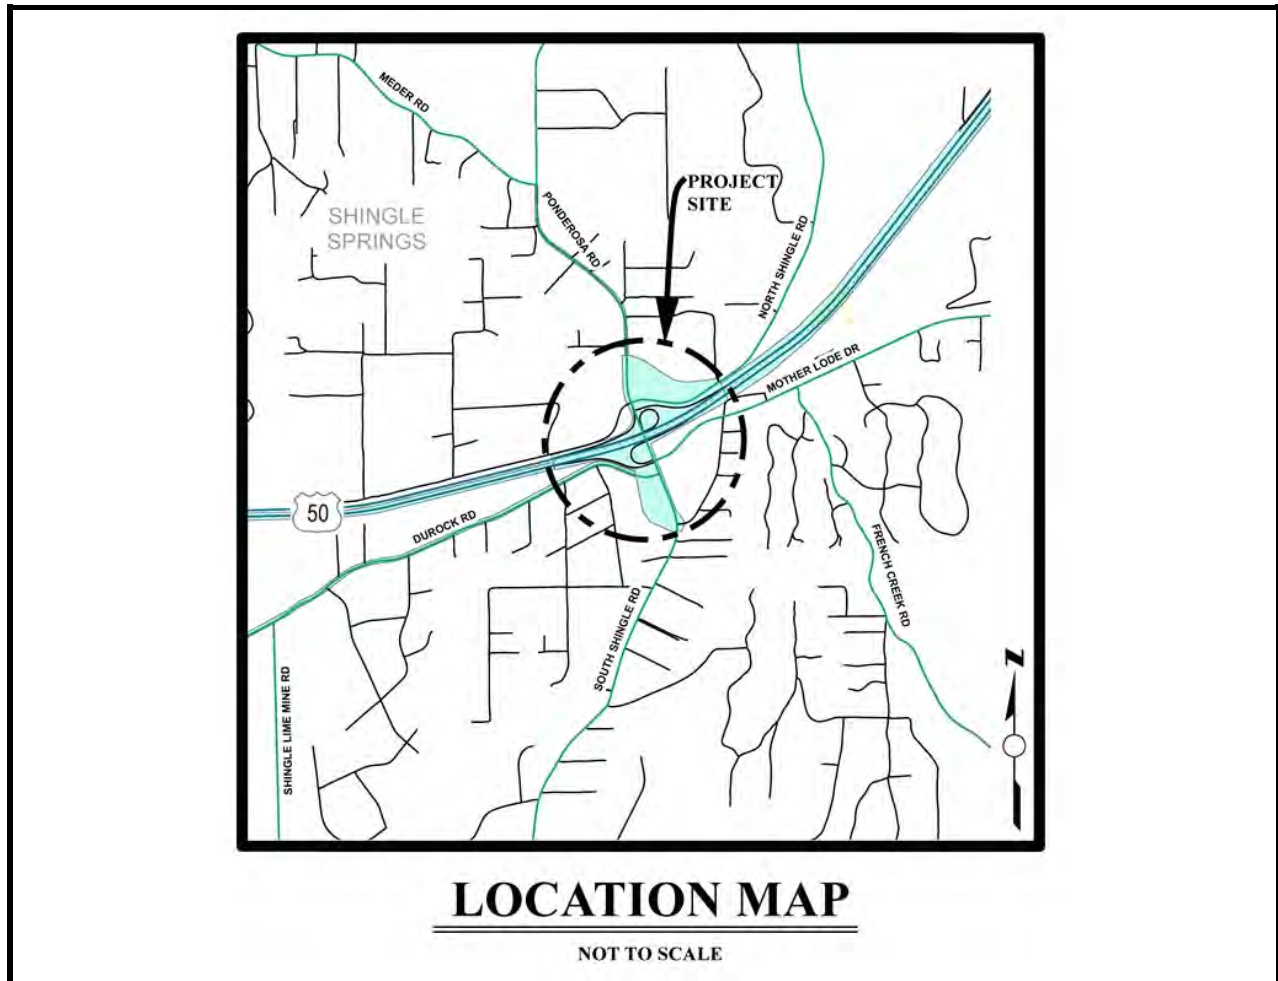 MEDER RD
PROJECT
SITE
PONDEROSA RD
SHINGLE
SPRINGS
NORTH SHINGLE RD
MOTHER LODE DR
50
DUROCK RD
FRENCH CREEK RD
SOUTH SHINGLE RD
SHINGLE LIME MINE RD
N
LOCATION MAP
NOT TO SCALE